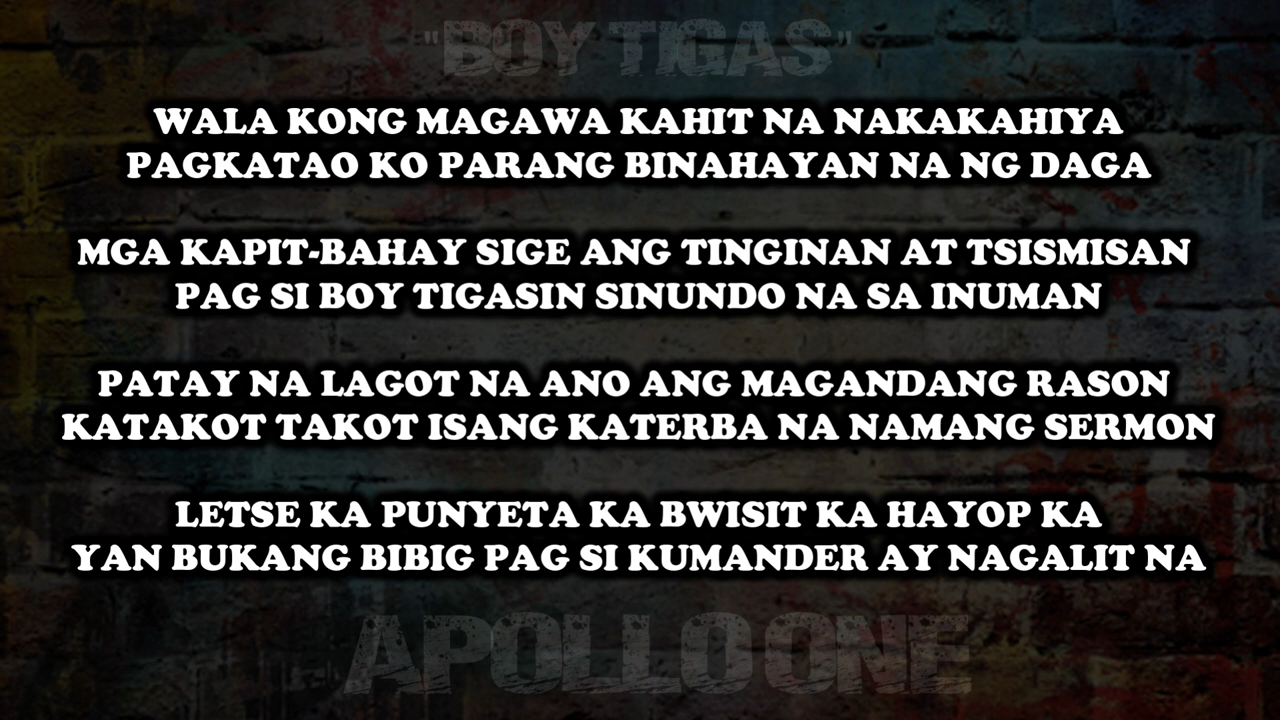 "BOY TIGAS"
WALA KONG MAGAWA KAHIT NA NAKAKAHIYA
PAGKATAO KO PARANG BINAHAYAN NA NG DAGA
MGA KAPIT-BAHAY SIGE ANG TINGINAN AT TSISMISAN
PAG SI BOY TIGASIN SINUNDO NA SA INUMAN
PATAY NA LAGOT NA ANO ANG MAGANDANG RASON
KATAKOT TAKOT ISANG KATERBA NA NAMANG SERMON
LETSE KA PUNYETA KA BWISIT KA HAYOP KA
YAN BUKANG BIBIG PAG SI KUMANDER AY NAGALIT NA
APOLLO ONE